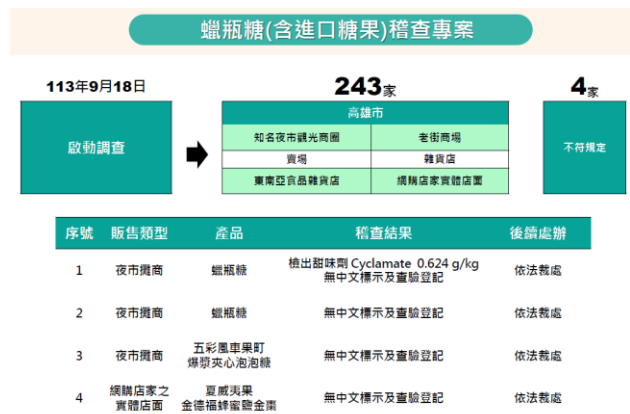 蠟瓶糖(含進口糖果)稽查專案
113年9月18日
243家
4家
啟動調查
高雄市
知名夜市觀光商圈
老街商場
賣場
雜貨店
東南亞食品雜貨店
網購店家實體店面
不符規定
序號 販售類型 產品 稽查結果 後續處辦
1 夜市攤商 蠟瓶糖 檢出甜味劑 Cyclamate 0.624 g/kg
無中文標示及查驗登記 依法裁處
2 夜市攤商 蠟瓶糖 無中文標示及查驗登記 依法裁處
3 夜市攤商 五彩風車果町
爆漿夾心泡泡糖 無中文標示及查驗登記 依法裁處
4 網購店家之
實體店面 夏威夷果
金德福蜂蜜鹽金棗 無中文標示及查驗登記 依法裁處